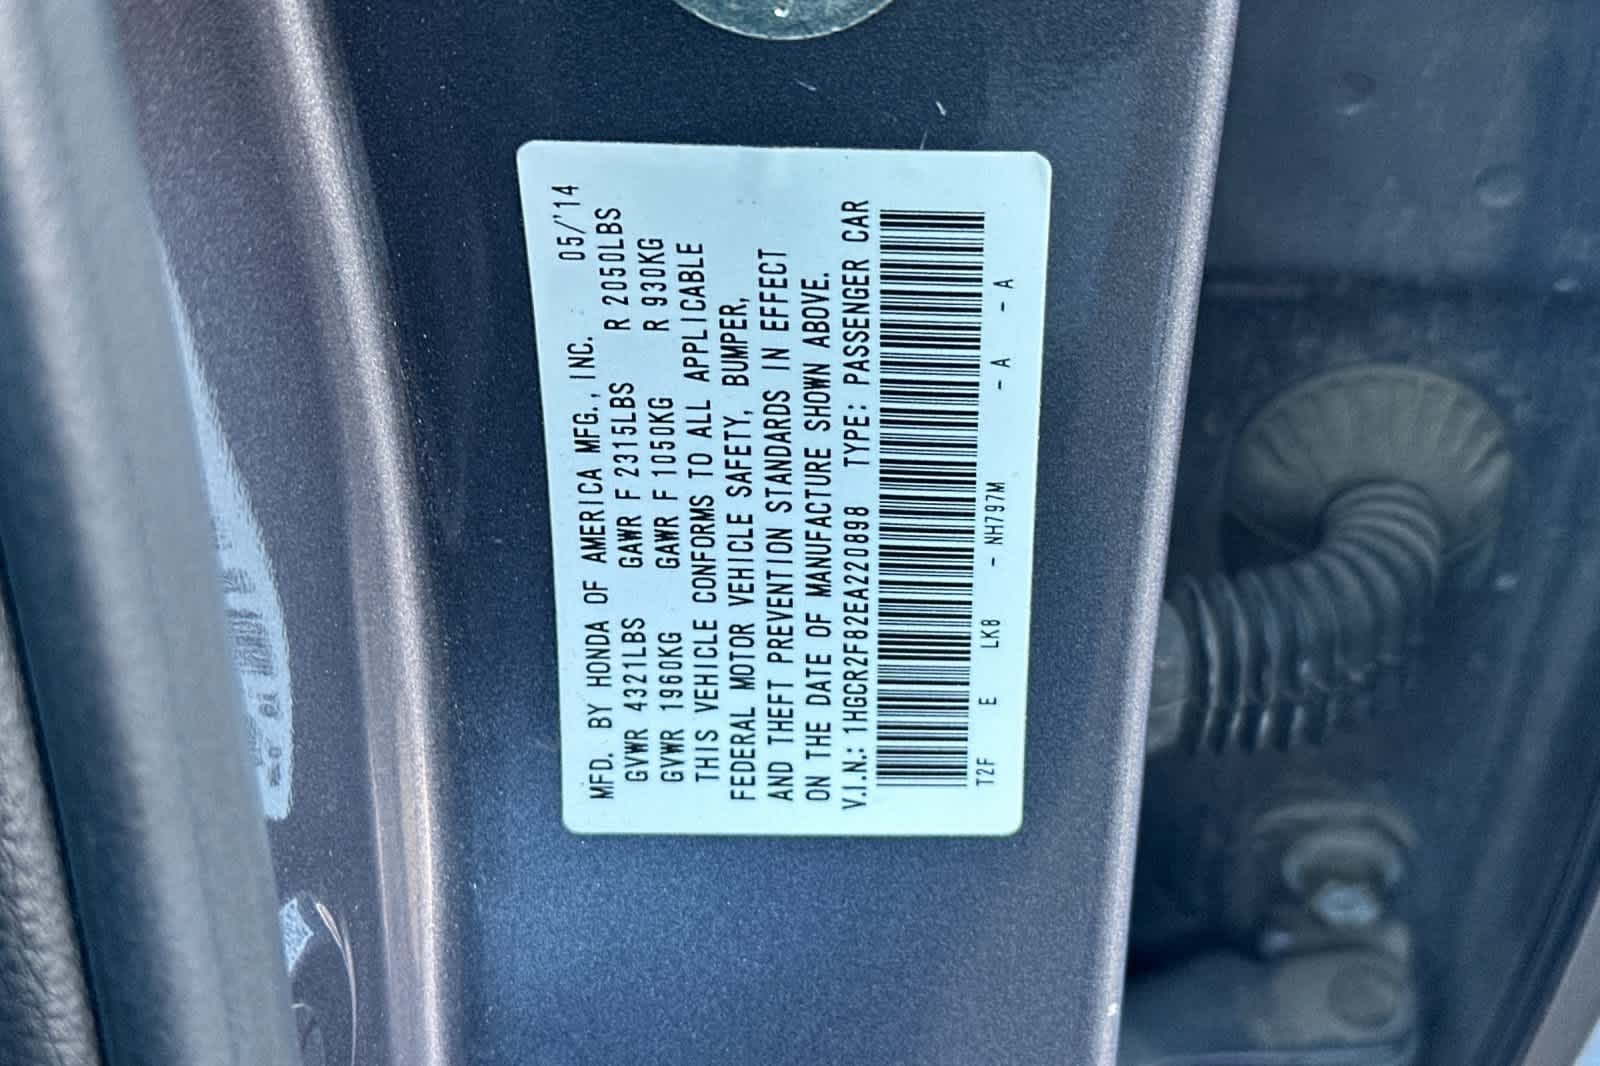 MFD. BY HONDA OF AMERICA MFG., INC. 05/'14
GVWR 4321LBS GAWR F 2315LBS R 2050LBS
GVWR 1960KG GAWR F 1050KG R 930KG
THIS VEHICLE CONFORMS TO ALL APPLICABLE
FEDERAL MOTOR VEHICLE SAFETY, BUMPER,
AND THEFT PREVENTION STANDARDS IN EFFECT
ON THE DATE OF MANUFACTURE SHOWN ABOVE.
V.I.N.: 1HGCR2F82EA220898 TYPE: PASSENGER CAR
T2F E LK8 - NH797M - A - A